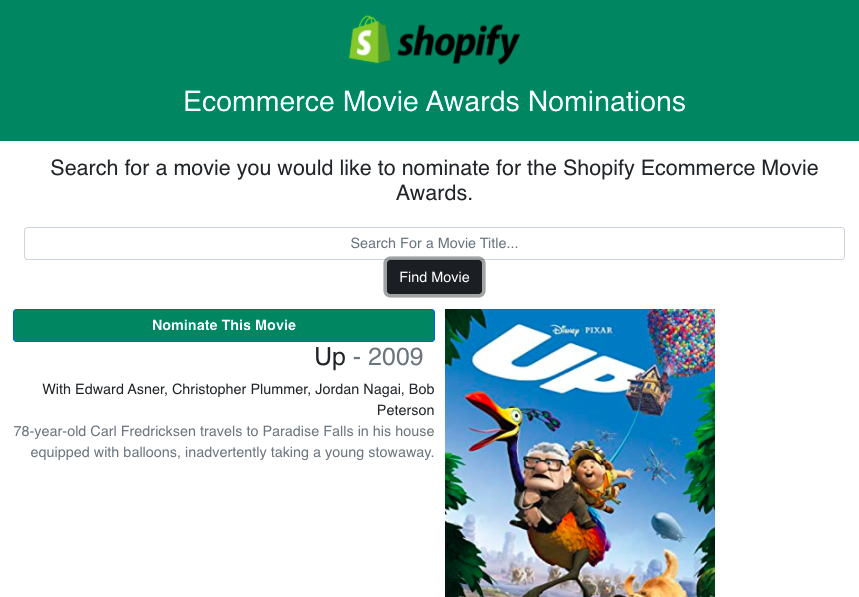 shopify
Ecommerce Movie Awards Nominations
Search for a movie you would like to nominate for the Shopify Ecommerce Movie
Awards.
Search For a Movie Title...
Find Movie
Nominate This Movie
Up - 2009
With Edward Asner, Christopher Plummer, Jordan Nagai, Bob
Peterson
78-year-old Carl Fredricksen travels to Paradise Falls in his house
equipped with balloons, inadvertently taking a young stowaway.
Disney · PIXAR
UP